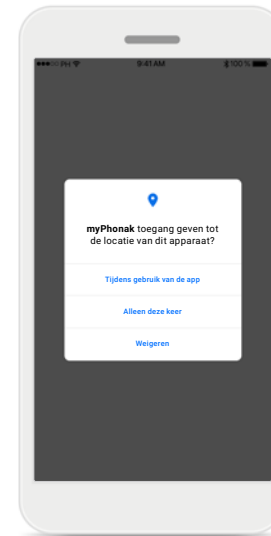 PH 9:41 AM 100 %
myPhonak toegang geven tot
de locatie van dit apparaat?
Tijdens gebruik van de app
Alleen deze keer
Weigeren